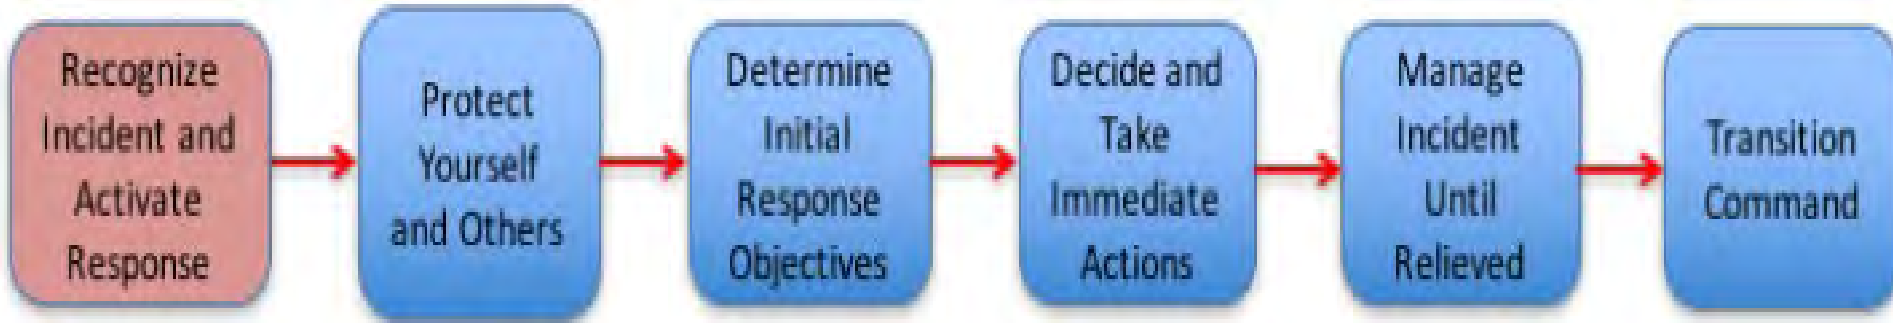 Recognize
Incident and
Activate
Response
Protect
Yourself
and Others
Determine
Initial
Response
Objectives
Decide and
Take
Immediate
Actions
Manage
Incident
Until
Relieved
Transition
Command